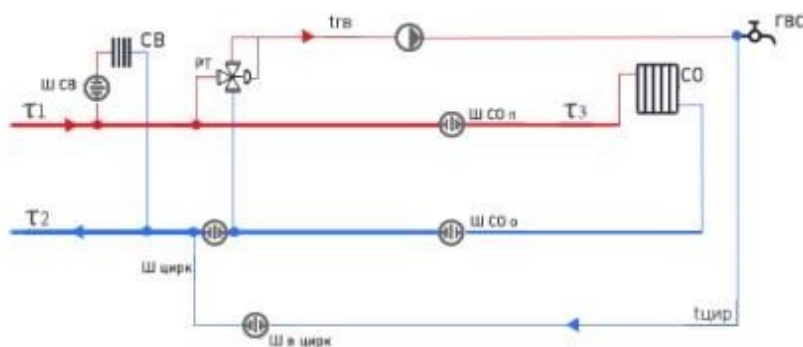 tгв
ГВС
СВ
РТ
СО
Ш СВ
τ1
Ш СО п
τ3
τ2
Ш СО о
Ш цирк
tцир
Ш в цирк